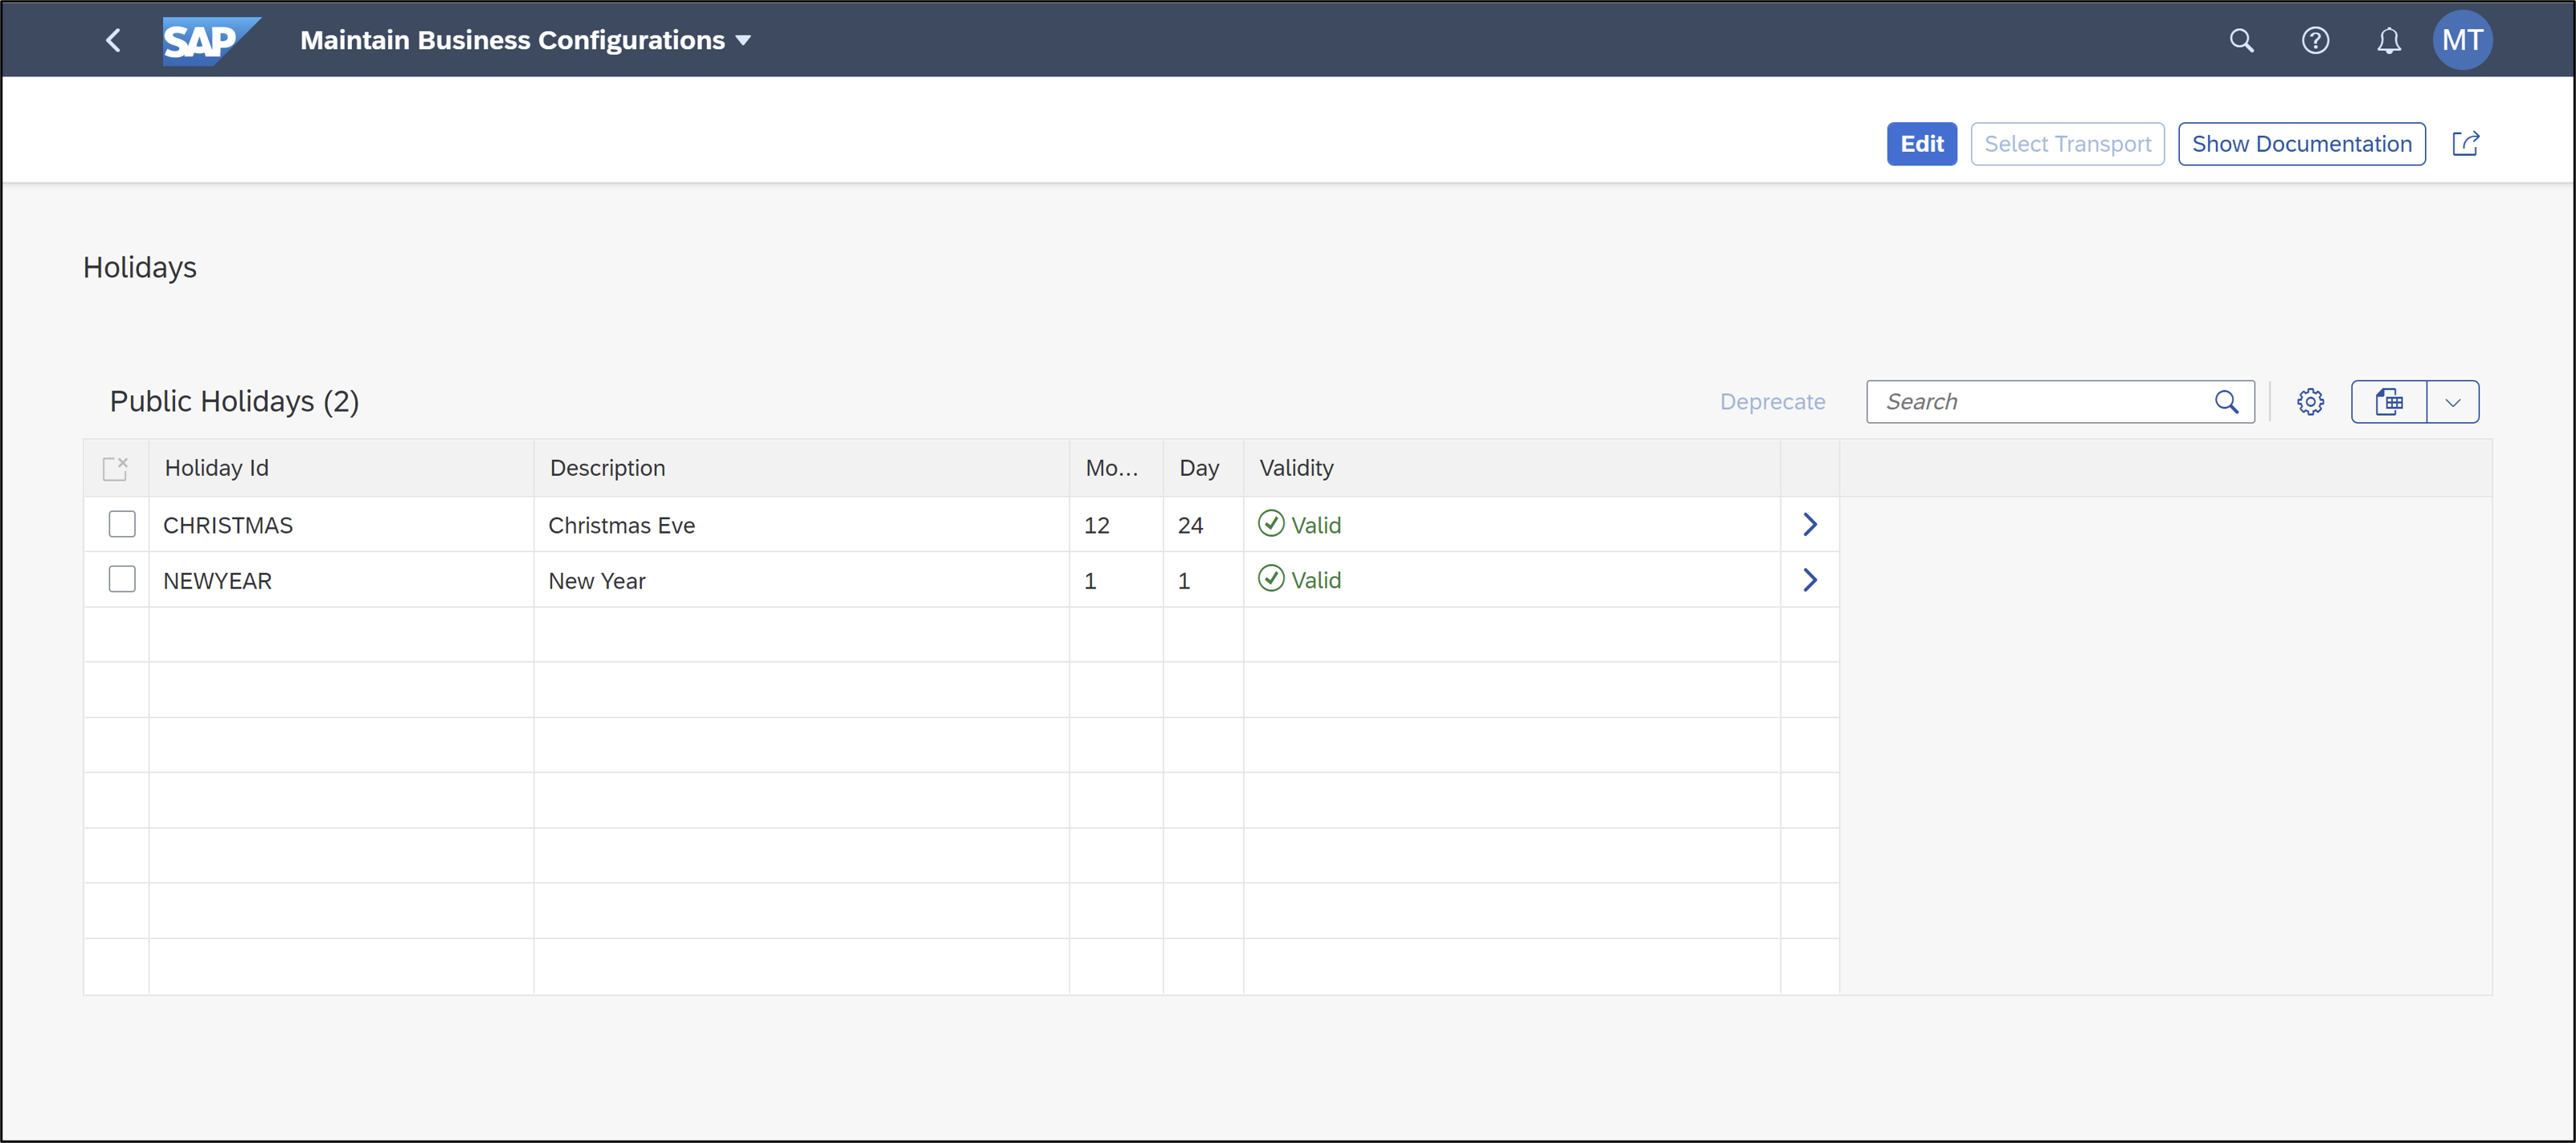 SAP Maintain Business Configurations MT
Edit Select Transport Show Documentation
Holidays
Public Holidays (2) Deprecate Search
Holiday Id Description Mo... Day Validity
CHRISTMAS Christmas Eve 12 24 Valid
NEWYEAR New Year 1 1 Valid